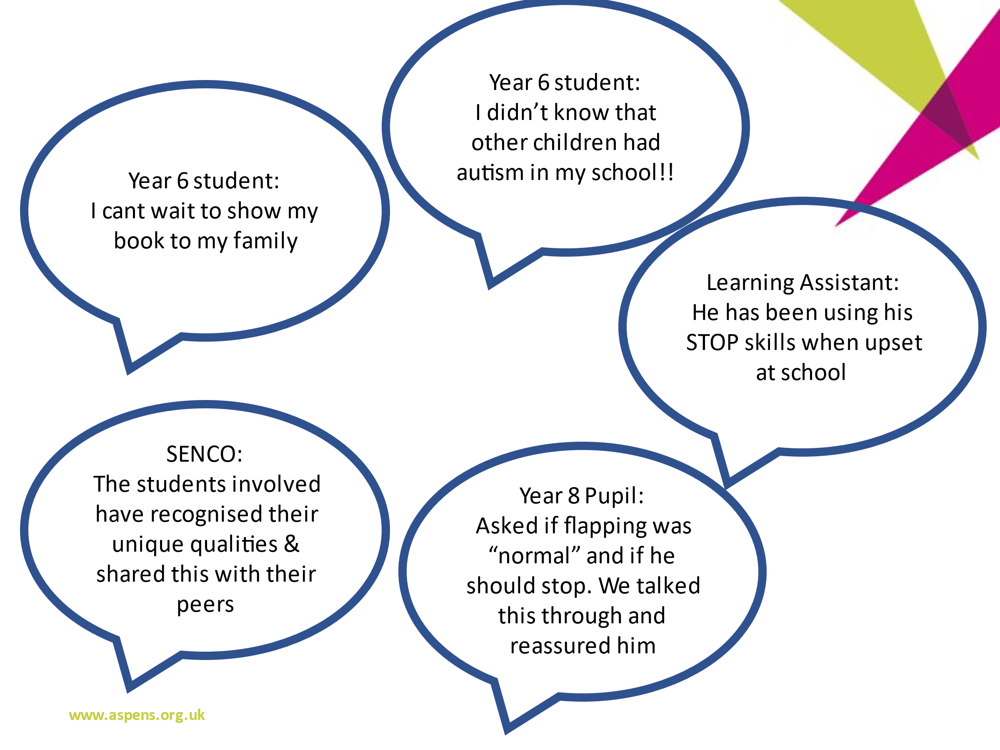 Year 6 student:
I didn’t know that
other children had
autism in my school!!
Year 6 student:
I cant wait to show my
book to my family
Learning Assistant:
He has been using his
STOP skills when upset
at school
SENCO:
The students involved
have recognised their
unique qualities &
shared this with their
peers
Year 8 Pupil:
Asked if flapping was
“normal” and if he
should stop. We talked
this through and
reassured him
www.aspens.org.uk